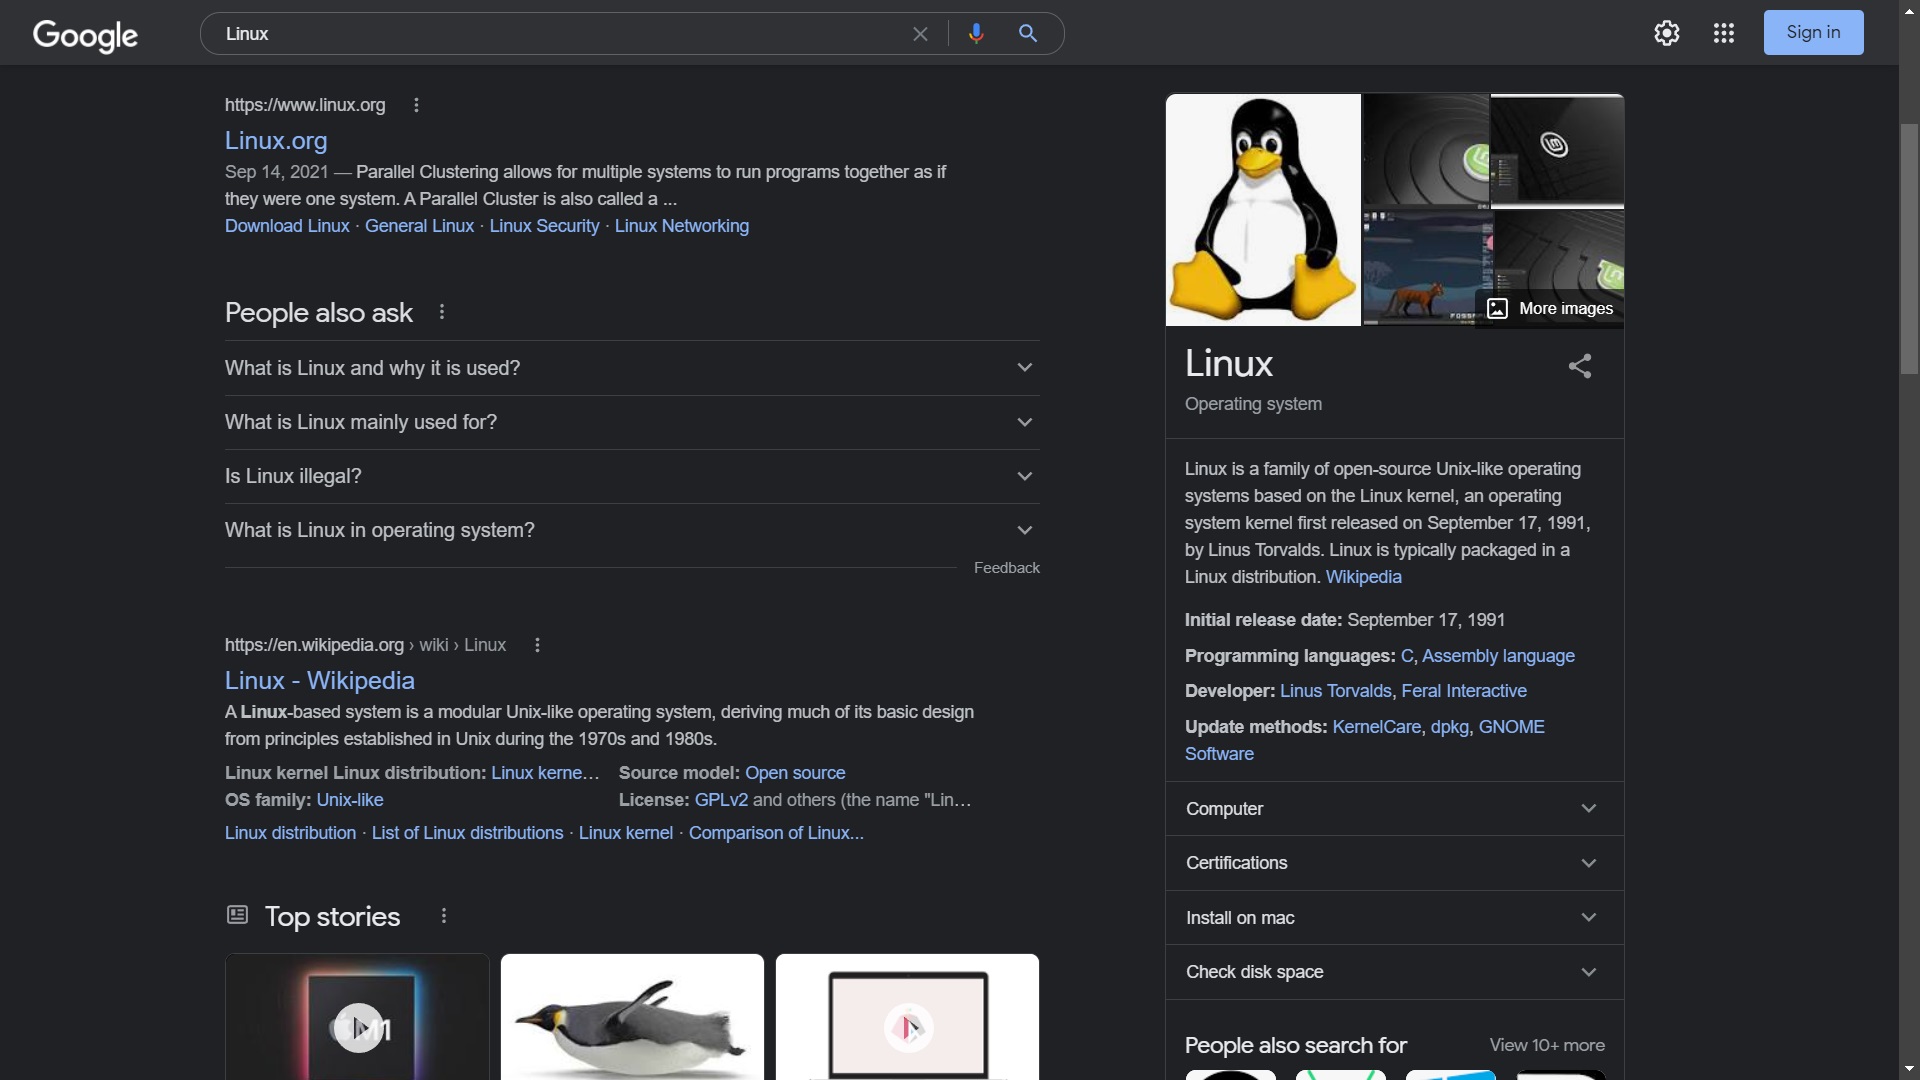 Google
Linux
Sign in
https://www.linux.org
Linux.org
Sep 14, 2021 — Parallel Clustering allows for multiple systems to run programs together as if
they were one system. A Parallel Cluster is also called a ...
Download Linux · General Linux · Linux Security · Linux Networking
People also ask
What is Linux and why it is used?
What is Linux mainly used for?
Is Linux illegal?
What is Linux in operating system?
Feedback
https://en.wikipedia.org › wiki › Linux
Linux - Wikipedia
A Linux-based system is a modular Unix-like operating system, deriving much of its basic design
from principles established in Unix during the 1970s and 1980s.
Linux kernel Linux distribution: Linux kerne... Source model: Open source
OS family: Unix-like License: GPLv2 and others (the name "Lin...
Linux distribution · List of Linux distributions · Linux kernel · Comparison of Linux...
Top stories
M1
More images
Linux
Operating system
Linux is a family of open-source Unix-like operating
systems based on the Linux kernel, an operating
system kernel first released on September 17, 1991,
by Linus Torvalds. Linux is typically packaged in a
Linux distribution. Wikipedia
Initial release date: September 17, 1991
Programming languages: C, Assembly language
Developer: Linus Torvalds, Feral Interactive
Update methods: KernelCare, dpkg, GNOME
Software
Computer
Certifications
Install on mac
Check disk space
People also search for
View 10+ more